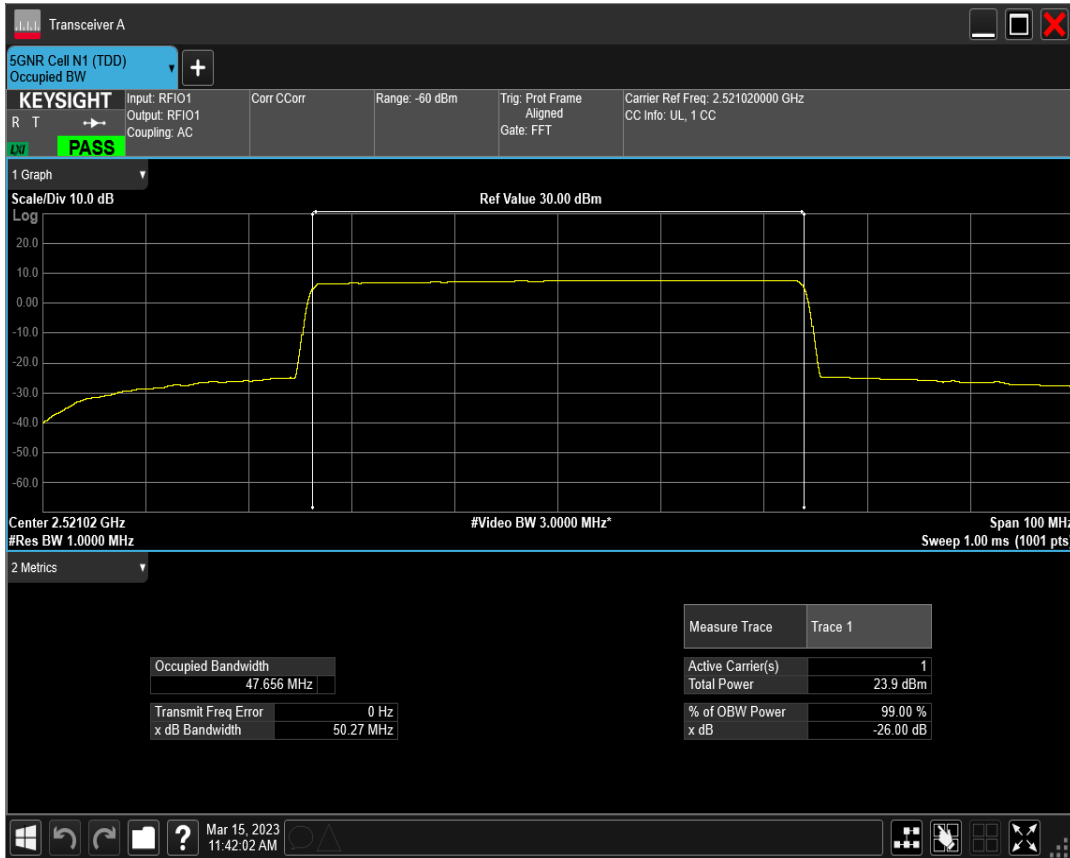 Transceiver A
5GNR Cell N1 (TDD)
Occupied BW
+
KEYSIGHT
R T
LXI
PASS
Input: RFIO1
Output: RFIO1
Coupling: AC
Corr CCorr
Range: -60 dBm
Trig: Prot Frame
Aligned
Gate: FFT
Carrier Ref Freq: 2.521020000 GHz
CC Info: UL, 1 CC
1 Graph
Scale/Div 10.0 dB
Ref Value 30.00 dBm
Log
20.0
10.0
0.00
-10.0
-20.0
-30.0
-40.0
-50.0
-60.0
Center 2.52102 GHz
#Video BW 3.0000 MHz*
Span 100 MHz
#Res BW 1.0000 MHz
Sweep 1.00 ms (1001 pts)
2 Metrics
Measure Trace Trace 1
Occupied Bandwidth
47.656 MHz
Active Carrier(s) 1
Total Power 23.9 dBm
Transmit Freq Error 0 Hz
x dB Bandwidth 50.27 MHz
% of OBW Power 99.00 %
x dB -26.00 dB
?
Mar 15, 2023
11:42:02 AM